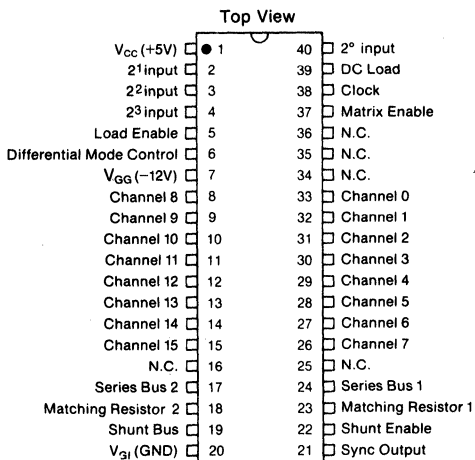 Top View
V_CC (+5V) 1 40 2⁰ input
2¹ input 2 39 DC Load
2² input 3 38 Clock
2³ input 4 37 Matrix Enable
Load Enable 5 36 N.C.
Differential Mode Control 6 35 N.C.
V_GG (−12V) 7 34 N.C.
Channel 8 8 33 Channel 0
Channel 9 9 32 Channel 1
Channel 10 10 31 Channel 2
Channel 11 11 30 Channel 3
Channel 12 12 29 Channel 4
Channel 13 13 28 Channel 5
Channel 14 14 27 Channel 6
Channel 15 15 26 Channel 7
N.C. 16 25 N.C.
Series Bus 2 17 24 Series Bus 1
Matching Resistor 2 18 23 Matching Resistor 1
Shunt Bus 19 22 Shunt Enable
V_GI (GND) 20 21 Sync Output